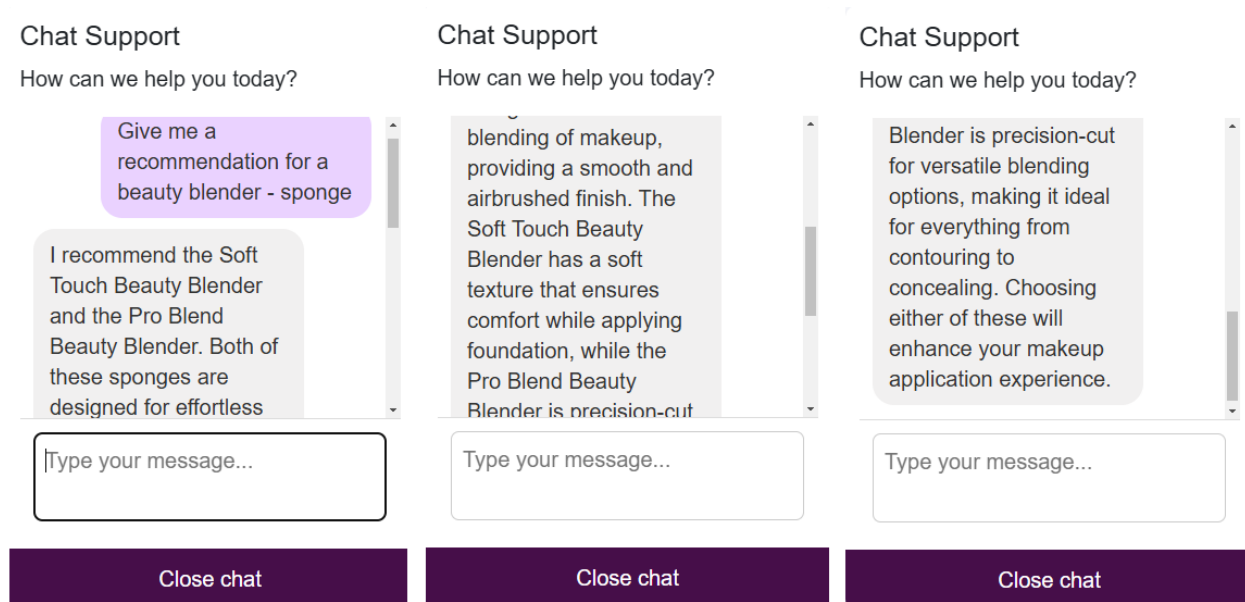 Chat Support
How can we help you today?
Give me a
recommendation for a
beauty blender - sponge
I recommend the Soft
Touch Beauty Blender
and the Pro Blend
Beauty Blender. Both of
these sponges are
designed for effortless
Type your message...
Close chat
Chat Support
How can we help you today?
blending of makeup,
providing a smooth and
airbrushed finish. The
Soft Touch Beauty
Blender has a soft
texture that ensures
comfort while applying
foundation, while the
Pro Blend Beauty
Blender is precision-cut
Type your message...
Close chat
Chat Support
How can we help you today?
Blender is precision-cut
for versatile blending
options, making it ideal
for everything from
contouring to
concealing. Choosing
either of these will
enhance your makeup
application experience.
Type your message...
Close chat